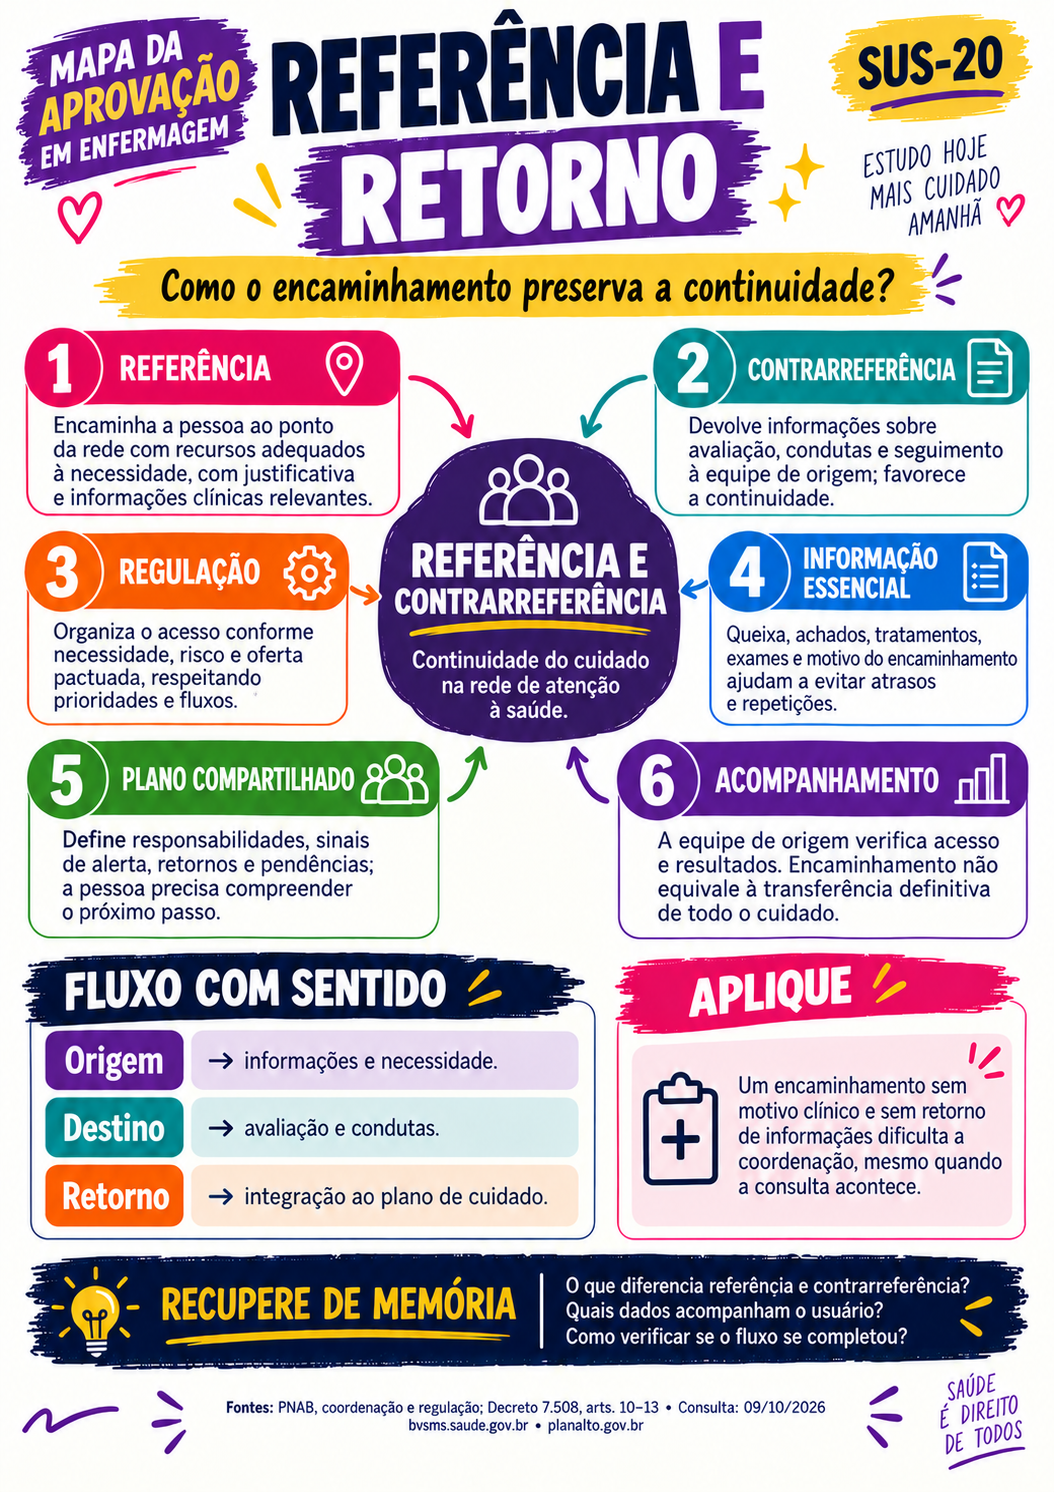 MAPA DA
APROVAÇÃO
EM ENFERMAGEM
REFERÊNCIA E
RETORNO
SUS-20
ESTUDO HOJE
MAIS CUIDADO
AMANHÃ
Como o encaminhamento preserva a continuidade?
1 REFERÊNCIA
Encaminha a pessoa ao ponto
da rede com recursos adequados
à necessidade, com justificativa
e informações clínicas relevantes.
2 CONTRARREFERÊNCIA
Devolve informações sobre
avaliação, condutas e seguimento
à equipe de origem; favorece
a continuidade.
3 REGULAÇÃO
Organiza o acesso conforme
necessidade, risco e oferta
pactuada, respeitando
prioridades e fluxos.
REFERÊNCIA E
CONTRARREFERÊNCIA
Continuidade do cuidado
na rede de atenção
à saúde.
4 INFORMAÇÃO
ESSENCIAL
Queixa, achados, tratamentos,
exames e motivo do encaminhamento
ajudam a evitar atrasos
e repetições.
5 PLANO COMPARTILHADO
Define responsabilidades, sinais
de alerta, retornos e pendências;
a pessoa precisa compreender
o próximo passo.
6 ACOMPANHAMENTO
A equipe de origem verifica acesso
e resultados. Encaminhamento não
equivale à transferência definitiva
de todo o cuidado.
FLUXO COM SENTIDO
Origem → informações e necessidade.
Destino → avaliação e condutas.
Retorno → integração ao plano de cuidado.
APLIQUE
Um encaminhamento sem
motivo clínico e sem retorno
de informaçães dificulta a
coordenação, mesmo quando
a consulta acontece.
RECUPERE DE MEMÓRIA
O que diferencia referênçia e contrarreferência?
Quais dados acompanham o usuário?
Como verificar se o fluxo se completou?
Fontes: PNAB, coordenação e regulação; Decreto 7.508, arts. 10–13 • Consulta: 09/10/2026
bvsms.saude.gov.br • planalto.gov.br
SAÚDE
É DIREITO
DE TODOS